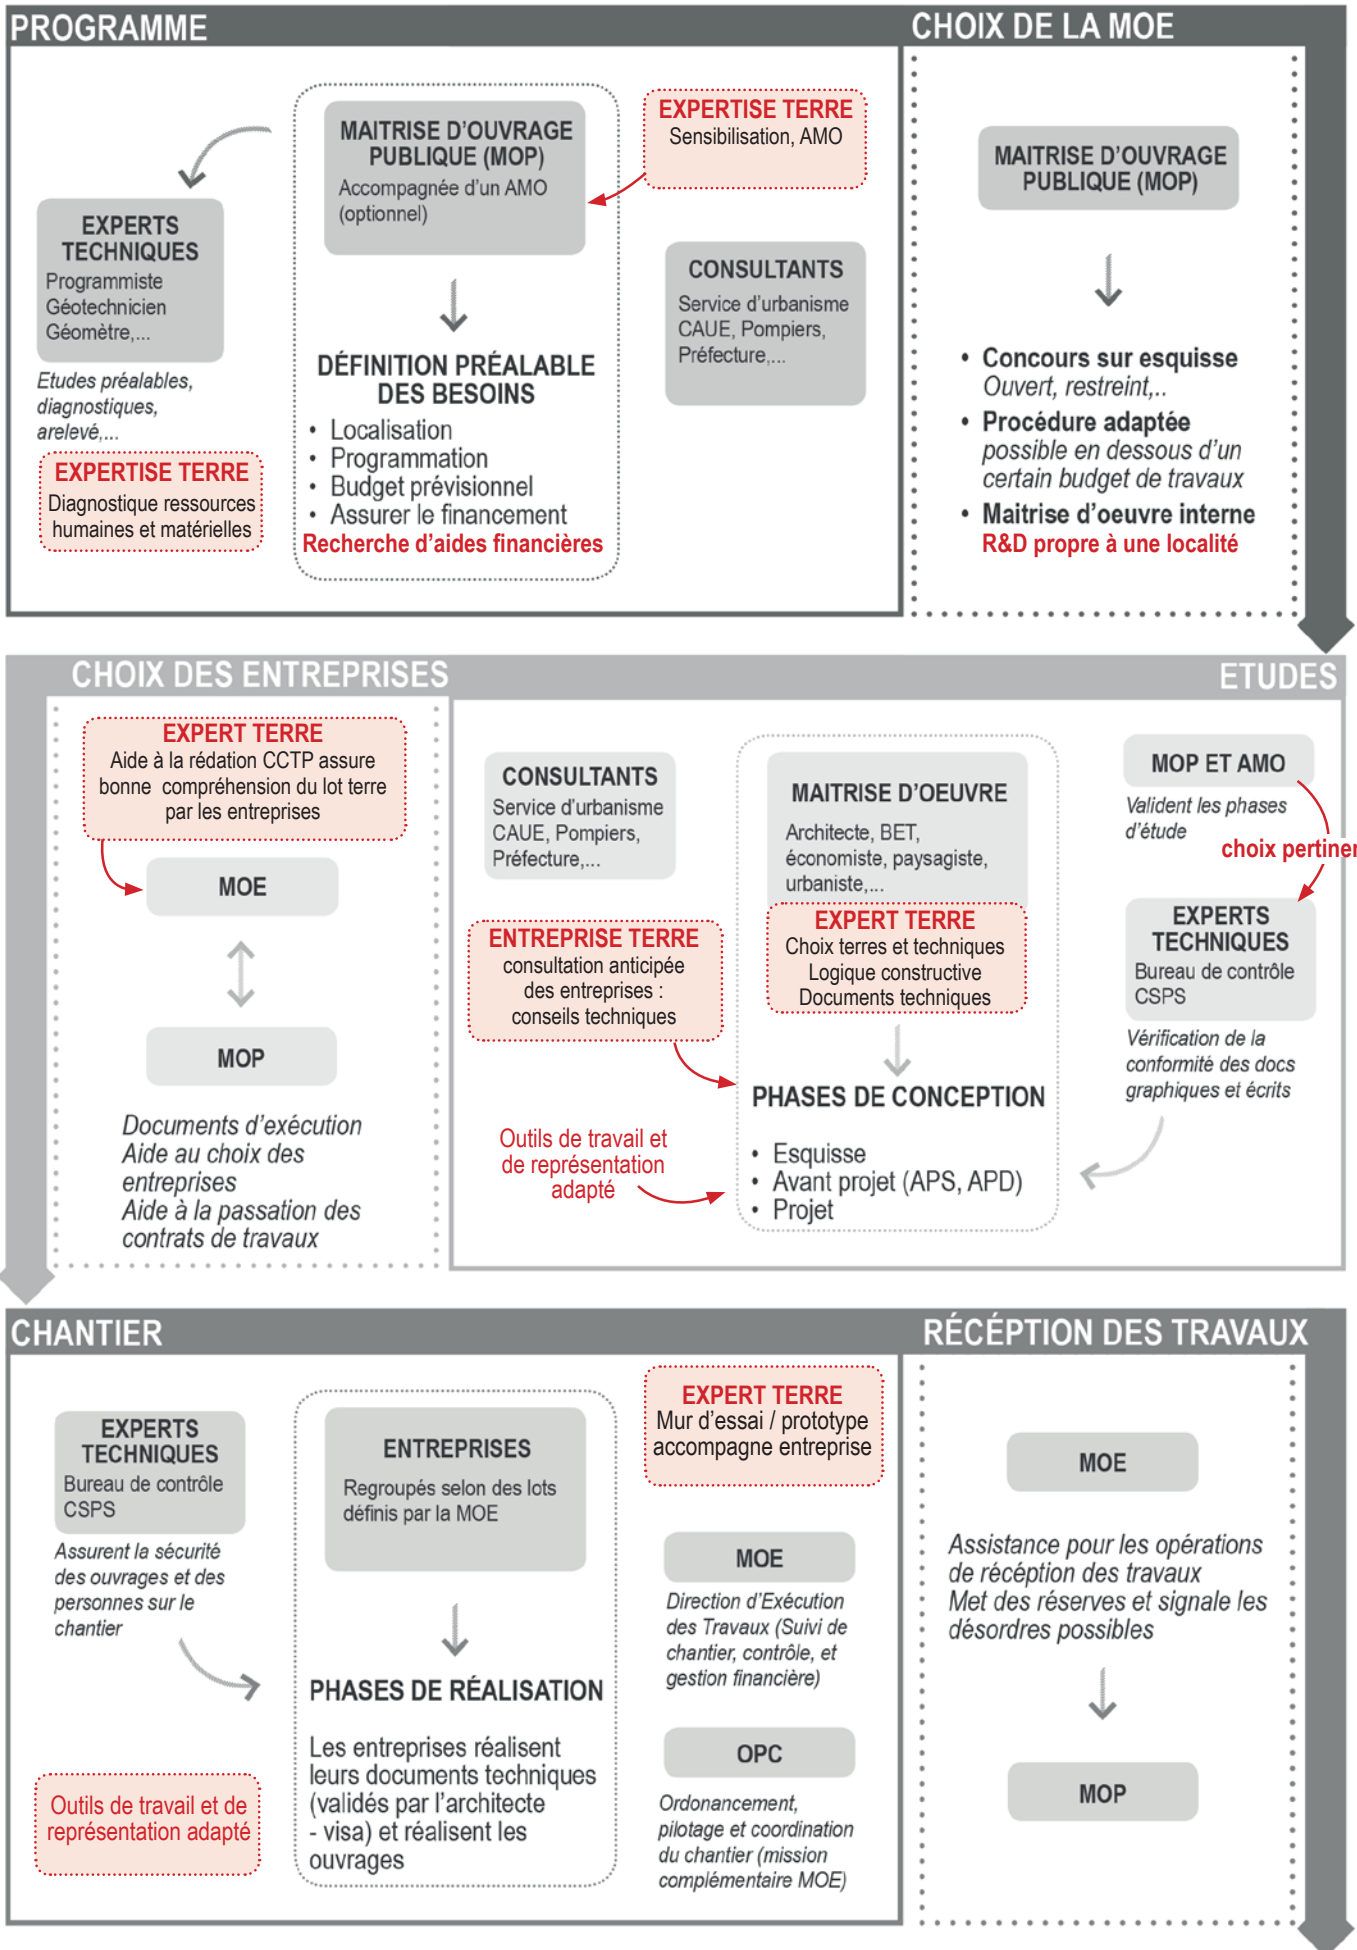 PROGRAMME
EXPERTS
TECHNIQUES
Programmiste
Géotechnicien
Géomètre,...
Etudes préalables,
diagnostiques,
arelevé,...
EXPERTISE TERRE
Diagnostique ressources
humaines et matérielles
MAITRISE D'OUVRAGE
PUBLIQUE (MOP)
Accompagnée d'un AMO
(optionnel)
DÉFINITION PRÉALABLE
DES BESOINS
• Localisation
• Programmation
• Budget prévisionnel
• Assurer le financement
Recherche d'aides financières
EXPERTISE TERRE
Sensibilisation, AMO
CONSULTANTS
Service d'urbanisme
CAUE, Pompiers,
Préfecture,...
CHOIX DE LA MOE
MAITRISE D'OUVRAGE
PUBLIQUE (MOP)
• Concours sur esquisse
Ouvert, restreint,..
• Procédure adaptée
possible en dessous d'un
certain budget de travaux
• Maitrise d'oeuvre interne
R&D propre à une localité
CHOIX DES ENTREPRISES
EXPERT TERRE
Aide à la rédation CCTP assure
bonne compréhension du lot terre
par les entreprises
MOE
MOP
Documents d'exécution
Aide au choix des
entreprises
Aide à la passation des
contrats de travaux
ETUDES
CONSULTANTS
Service d'urbanisme
CAUE, Pompiers,
Préfecture,...
ENTREPRISE TERRE
consultation anticipée
des entreprises :
conseils techniques
Outils de travail et
de représentation
adapté
MAITRISE D'OEUVRE
Architecte, BET,
économiste, paysagiste,
urbaniste,...
EXPERT TERRE
Choix terres et techniques
Logique constructive
Documents techniques
PHASES DE CONCEPTION
• Esquisse
• Avant projet (APS, APD)
• Projet
MOP ET AMO
Valident les phases
d'étude
choix pertiner
EXPERTS
TECHNIQUES
Bureau de contrôle
CSPS
Vérification de la
conformité des docs
graphiques et écrits
CHANTIER
EXPERTS
TECHNIQUES
Bureau de contrôle
CSPS
Assurent la sécurité
des ouvrages et des
personnes sur le
chantier
Outils de travail et de
représentation adapté
ENTREPRISES
Regroupés selon des lots
définis par la MOE
PHASES DE RÉALISATION
Les entreprises réalisent
leurs documents techniques
(validés par l'architecte
- visa) et réalisent les
ouvrages
EXPERT TERRE
Mur d'essai / prototype
accompagne entreprise
MOE
Direction d'Exécution
des Travaux (Suivi de
chantier, contrôle, et
gestion financière)
OPC
Ordonancement,
pilotage et coordination
du chantier (mission
complémentaire MOE)
RÉCÉPTION DES TRAVAUX
MOE
Assistance pour les opérations
de récéption des travaux
Met des réserves et signale les
désordres possibles
MOP